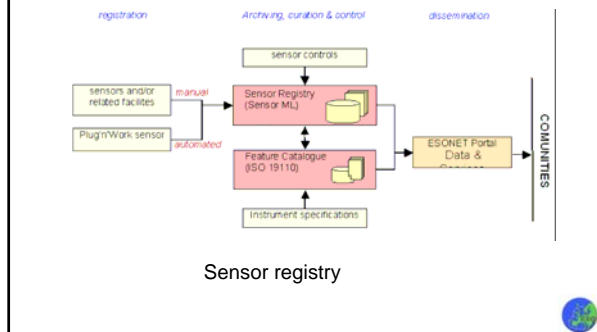 registration
Archiving, curation & control
dissemination
sensor controls
sensors and/or
related facilites
manual
Plug'n'Work sensor
automated
Sensor Registry
(Sensor ML)
Feature Catalogue
(ISO 19110)
Instrument specifications
ESONET Portal
Data &
COMUNITIES
Sensor registry